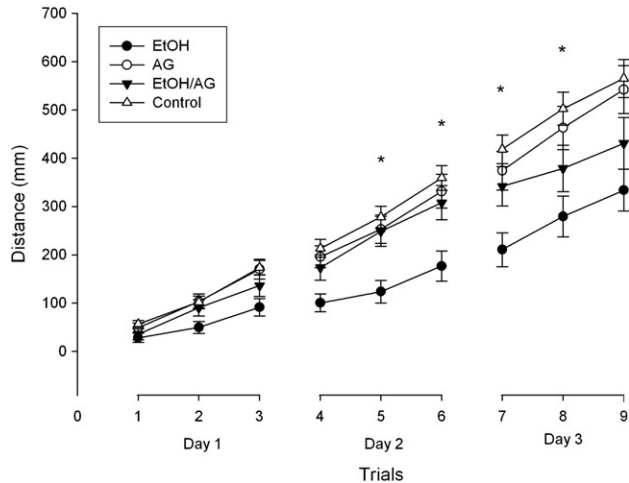 700
600
500
400
300
200
100
0
Distance (mm)
EtOH
AG
EtOH/AG
Control
*
*
*
*
0 1 2 3 4 5 6 7 8 9
Day 1 Day 2 Day 3
Trials